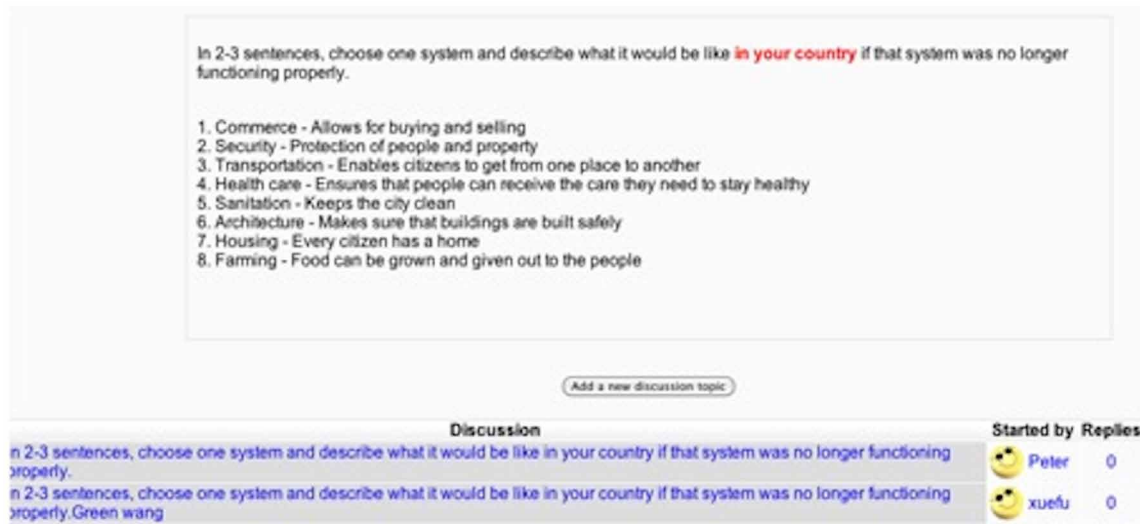 In 2-3 sentences, choose one system and describe what it would be like in your country if that system was no longer
functioning properly.
1. Commerce - Allows for buying and selling
2. Security - Protection of people and property
3. Transportation - Enables citizens to get from one place to another
4. Health care - Ensures that people can receive the care they need to stay healthy
5. Sanitation - Keeps the city clean
6. Architecture - Makes sure that buildings are built safely
7. Housing - Every citizen has a home
8. Farming - Food can be grown and given out to the people
Add a new discussion topic
Discussion Started by Replies
n 2-3 sentences, choose one system and describe what it would be like in your country if that system was no longer functioning
properly. Peter 0
n 2-3 sentences, choose one system and describe what it would be like in your country if that system was no longer functioning
properly.Green wang xuefu 0